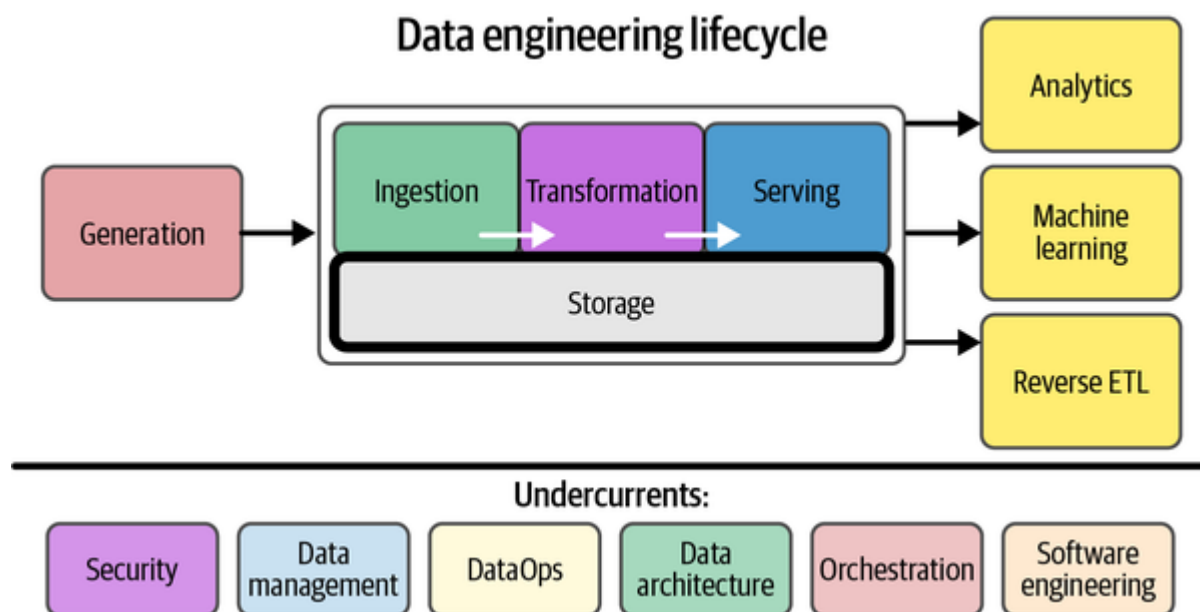 Data engineering lifecycle
Generation
Ingestion
Transformation
Serving
Storage
Analytics
Machine
learning
Reverse ETL
Undercurrents:
Security
Data
management
DataOps
Data
architecture
Orchestration
Software
engineering